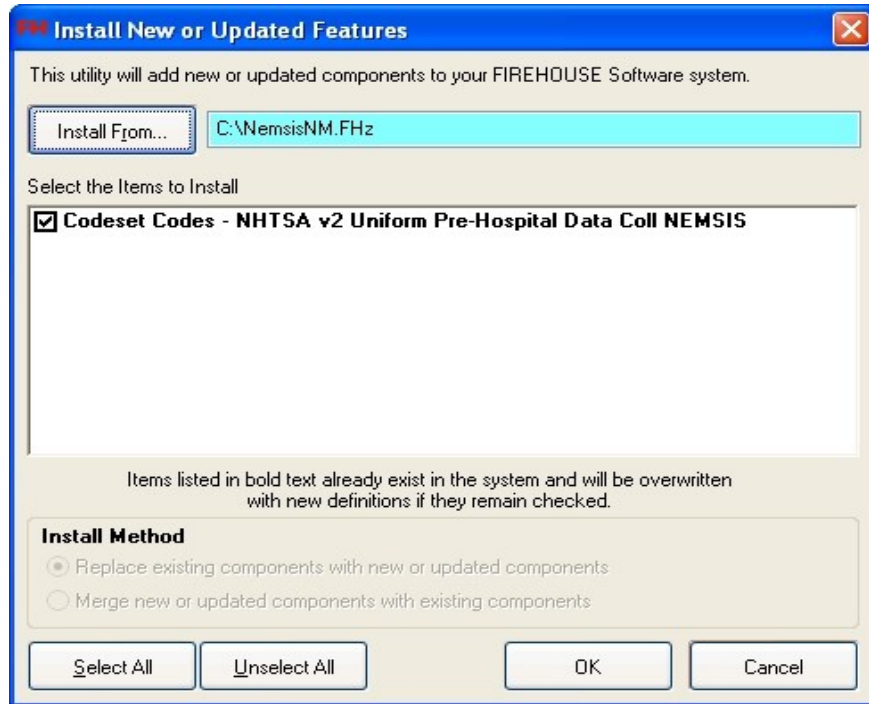 FH Install New or Updated Features
This utility will add new or updated components to your FIREHOUSE Software system.
Install From...
C:\NemsisNM.FHz
Select the Items to Install
Codeset Codes - NHTSA v2 Uniform Pre-Hospital Data Coll NEMSIS
Items listed in bold text already exist in the system and will be overwritten
with new definitions if they remain checked.
Install Method
Replace existing components with new or updated components
Merge new or updated components with existing components
Select All
Unselect All
OK
Cancel